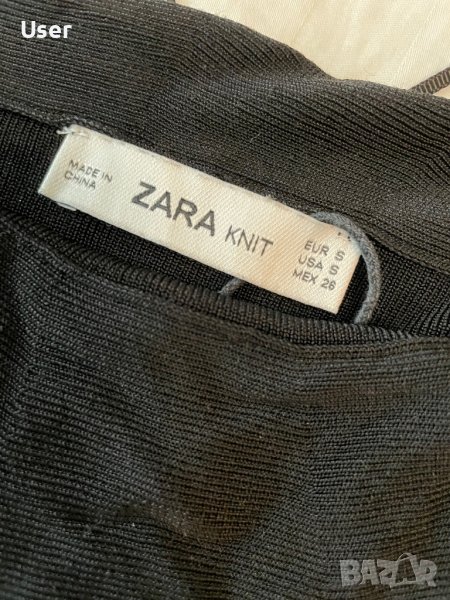 User
MADE IN
CHINA
ZARA KNIT
EUR S
USA S
MEX 26
BAZAR